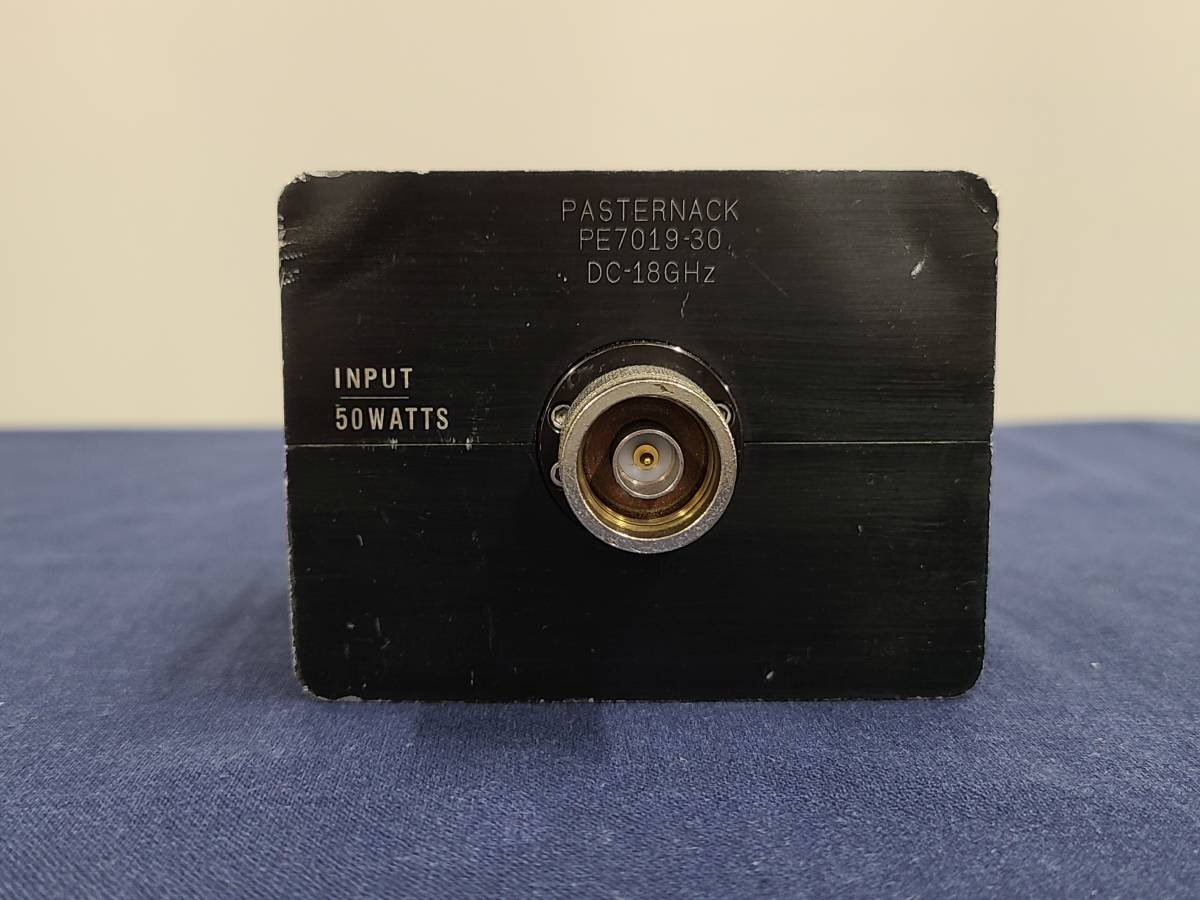 PASTERNACK
PE7019-30
DC-18GHz
INPUT
50WATTS